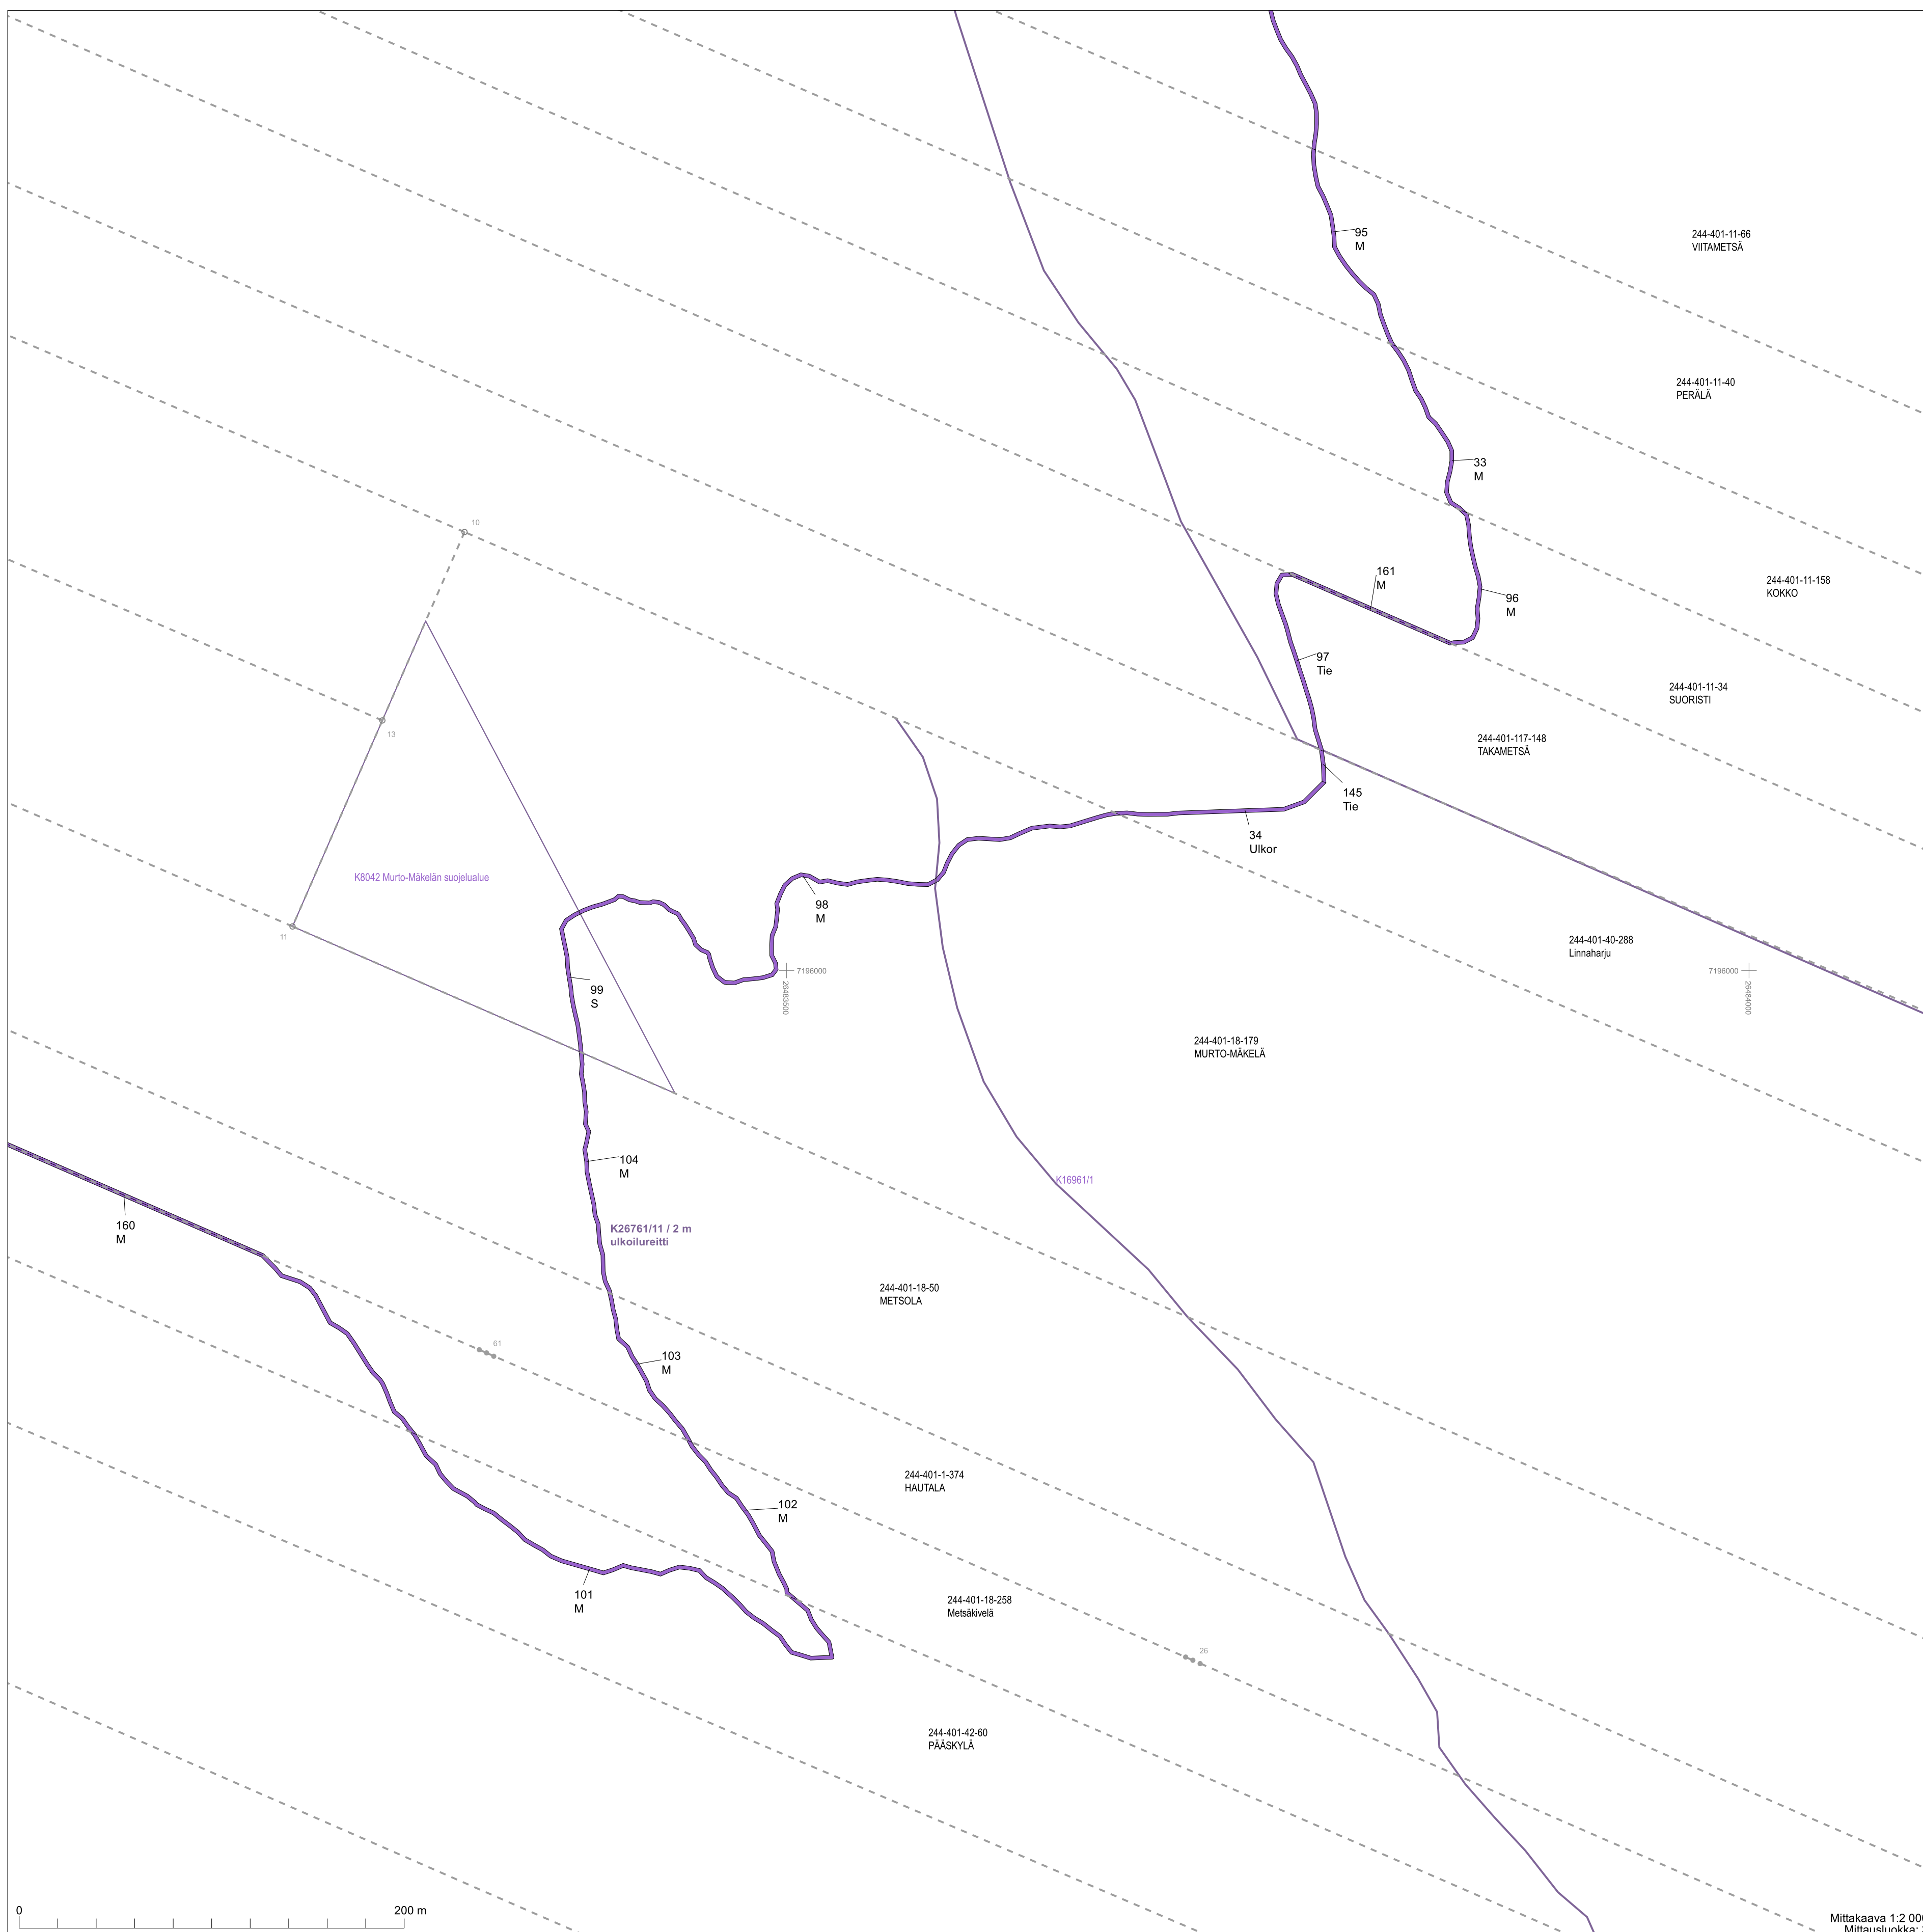 95
M
244-401-11-66
VIITAMETSÄ
244-401-11-40
PERÄLÄ
33
M
10
161
M
96
M
244-401-11-158
KOKKO
97
Tie
244-401-11-34
SUORISTI
13
244-401-117-148
TAKAMETSÄ
145
Tie
34
Ulkor
K8042 Murto-Mäkelän suojelualue
98
M
11
244-401-40-288
Linnaharju
7196000
26483500
7196000
26484000
99
S
244-401-18-179
MURTO-MÄKELÄ
104
M
K16961/1
160
M
K26761/11 / 2 m
ulkoilureitti
244-401-18-50
METSOLA
61
103
M
244-401-1-374
HAUTALA
102
M
101
M
244-401-18-258
Metsäkivelä
26
244-401-42-60
PÄÄSKYLÄ
0
200 m
Mittakaava 1:2
Mittausluokka: